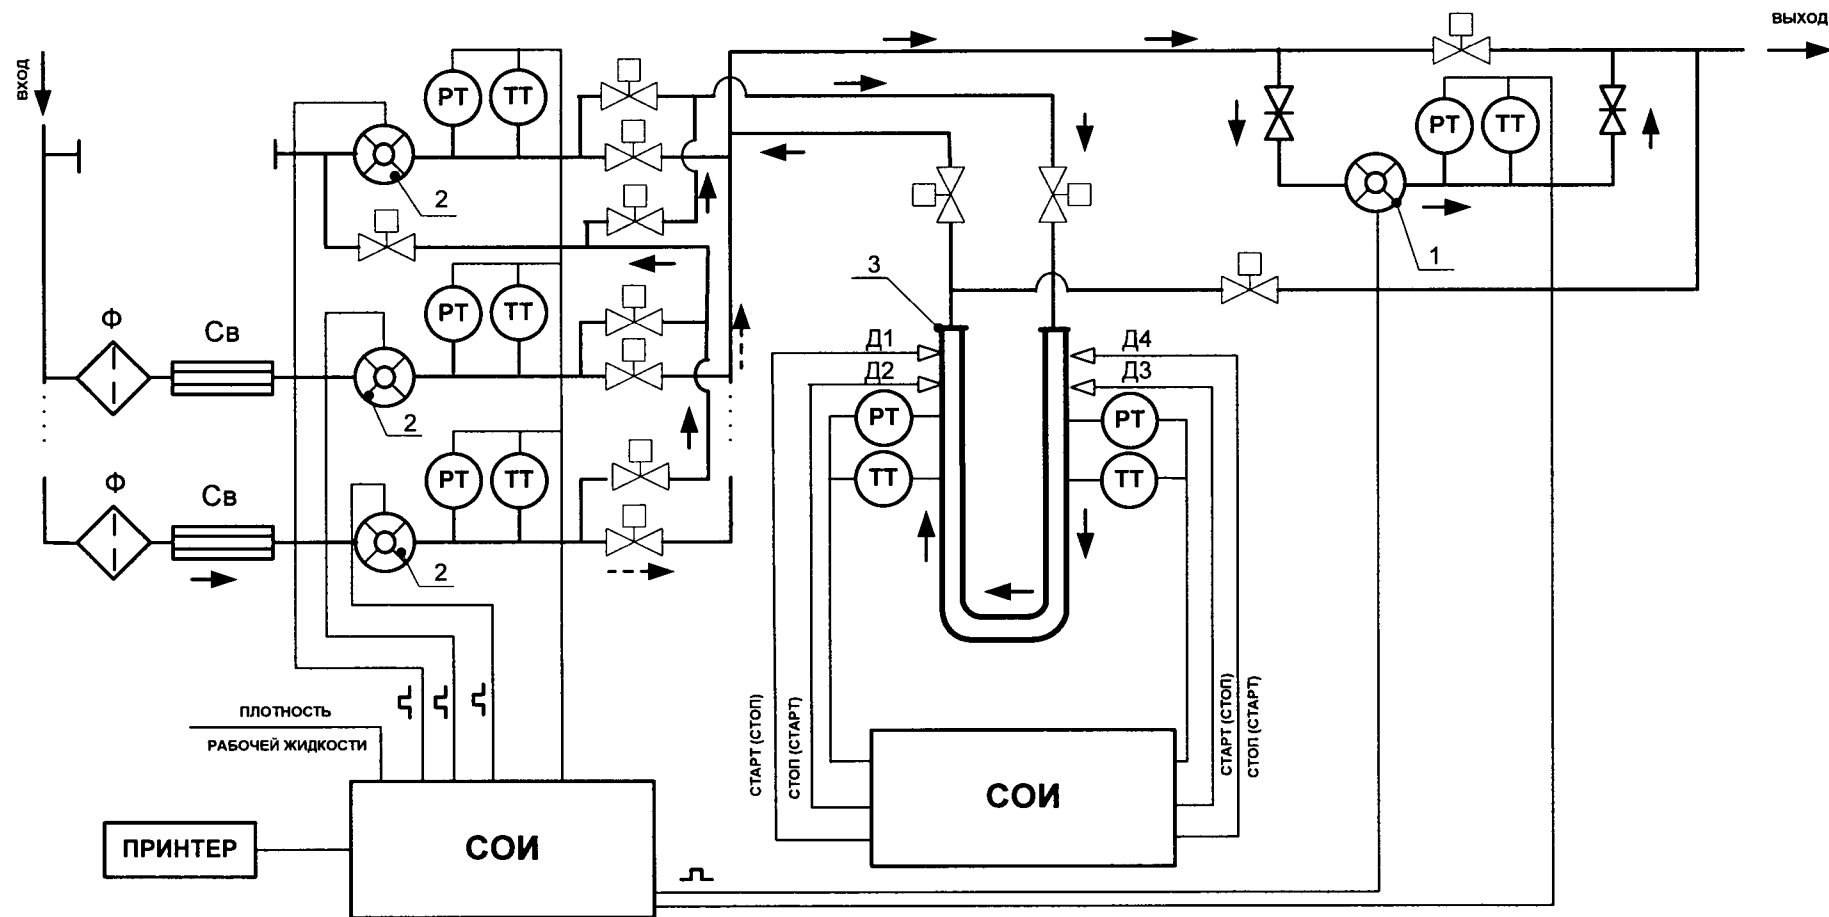 ВХОД
ВЫХОД
РТ
ТТ
2
РТ
ТТ
1
3
Ф
Св
РТ
ТТ
2
Д1
Д2
Д4
Д3
РТ
ТТ
РТ
ТТ
Ф
Св
РТ
ТТ
2
СТАРТ (СТОП)
СТОП (СТАРТ)
СТАРТ (СТОП)
СТОП (СТАРТ)
ПЛОТНОСТЬ
РАБОЧЕЙ ЖИДКОСТИ
ПРИНТЕР
СОИ
СОИ